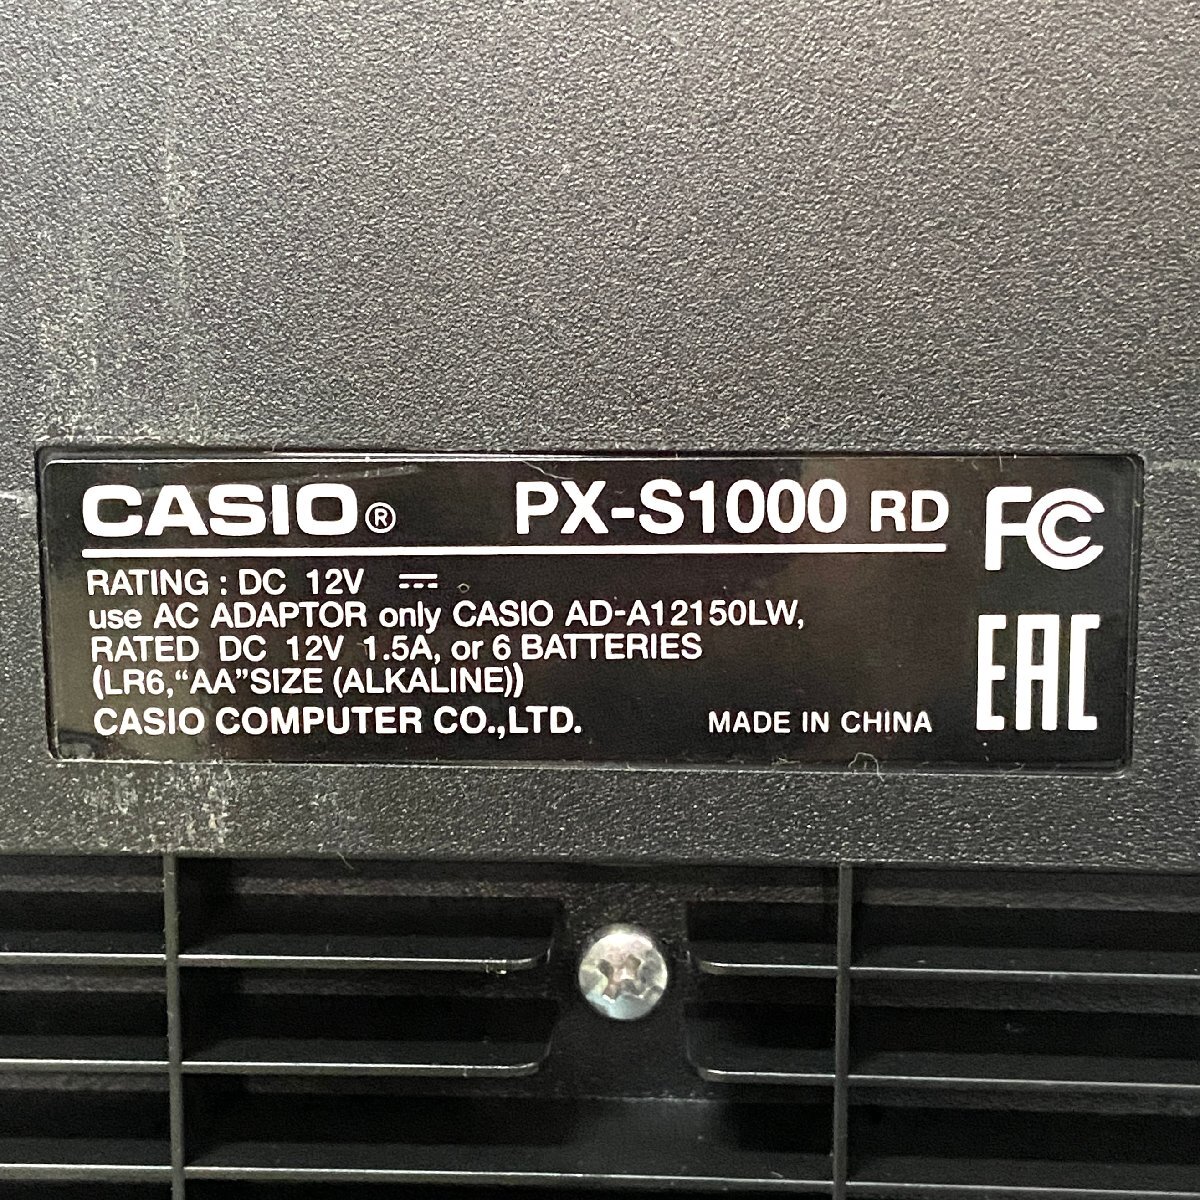 CASIO® PX-S1000 RD FC
RATING : DC 12V ⎓
use AC ADAPTOR only CASIO AD-A12150LW,
RATED DC 12V 1.5A, or 6 BATTERIES
(LR6,“AA”SIZE (ALKALINE))
CASIO COMPUTER CO.,LTD. MADE IN CHINA
EAC